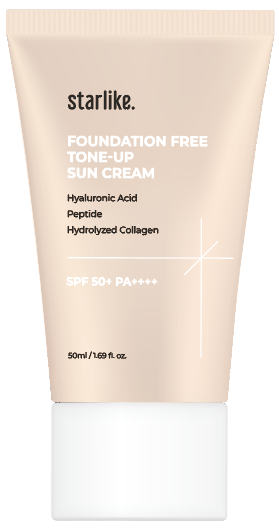 starlike.
FOUNDATION FREE
TONE-UP
SUN CREAM
Hyaluronic Acid
Peptide
Hydrolyzed Collagen
SPF 50+ PA++++
50ml / 1.69 fl. oz.